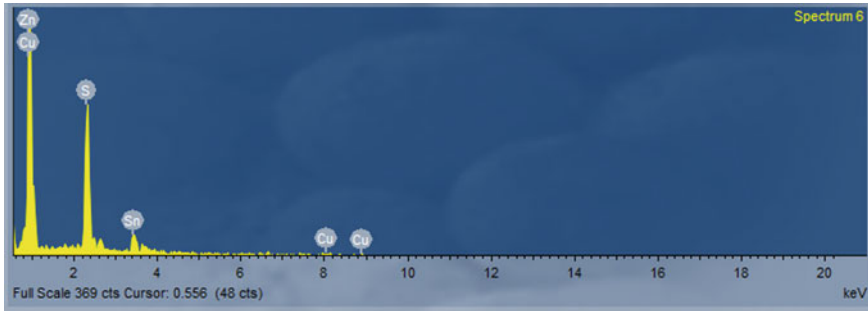 Spectrum 6
Zn
Cu
S
Sn
Cu Cu
2 4 6 8 10 12 14 16 18 20
Full Scale 369 cts Cursor: 0.556 (48 cts) keV